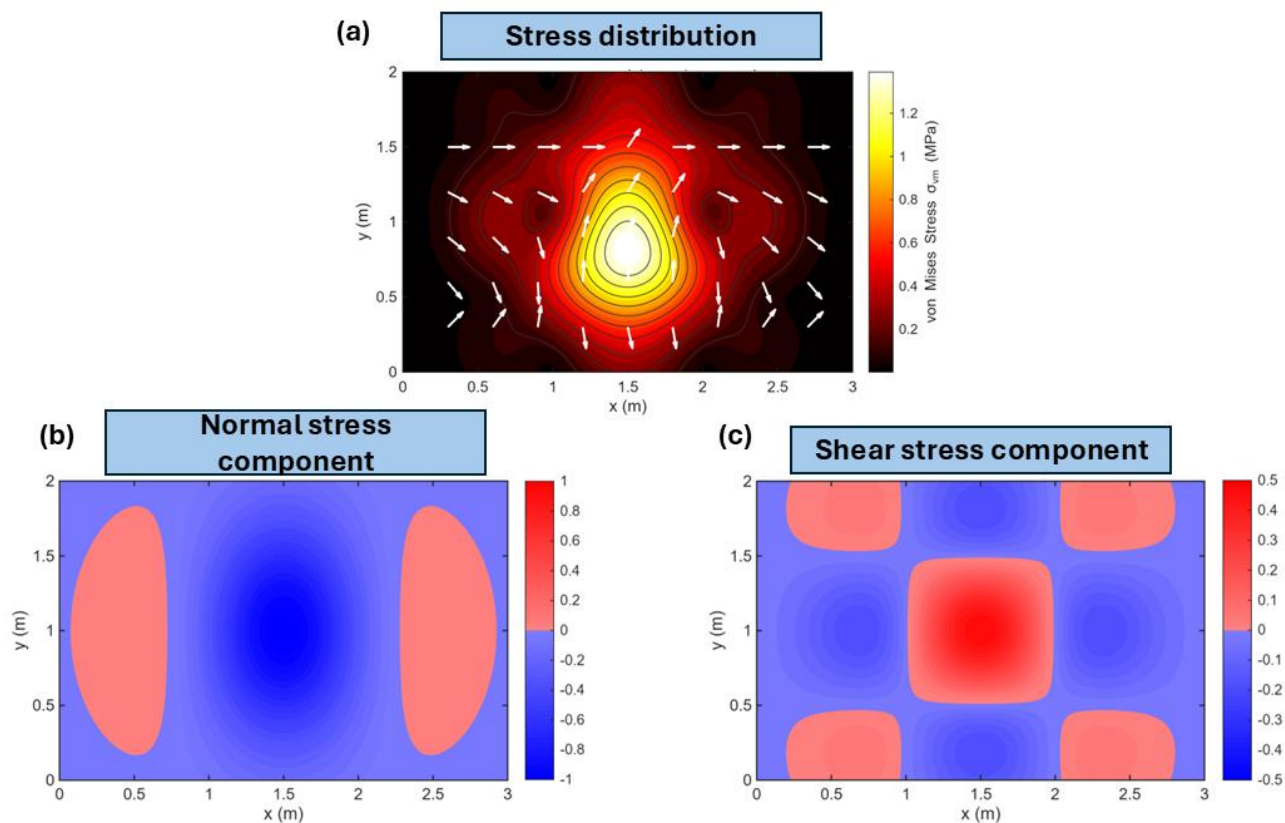 (a)
Stress distribution
2
1.5
1
0.5
0
y (m)
0 0.5 1 1.5 2 2.5 3
x (m)
1.2
1
0.8
0.6
0.4
0.2
von Mises Stress σvm (MPa)
(b)
Normal stress
component
2
1.5
1
0.5
0
y (m)
0 0.5 1 1.5 2 2.5 3
x (m)
1
0.8
0.6
0.4
0.2
0
-0.2
-0.4
-0.6
-0.8
-1
(c)
Shear stress component
2
1.5
1
0.5
0
y (m)
0 0.5 1 1.5 2 2.5 3
x (m)
0.5
0.4
0.3
0.2
0.1
0
-0.1
-0.2
-0.3
-0.4
-0.5